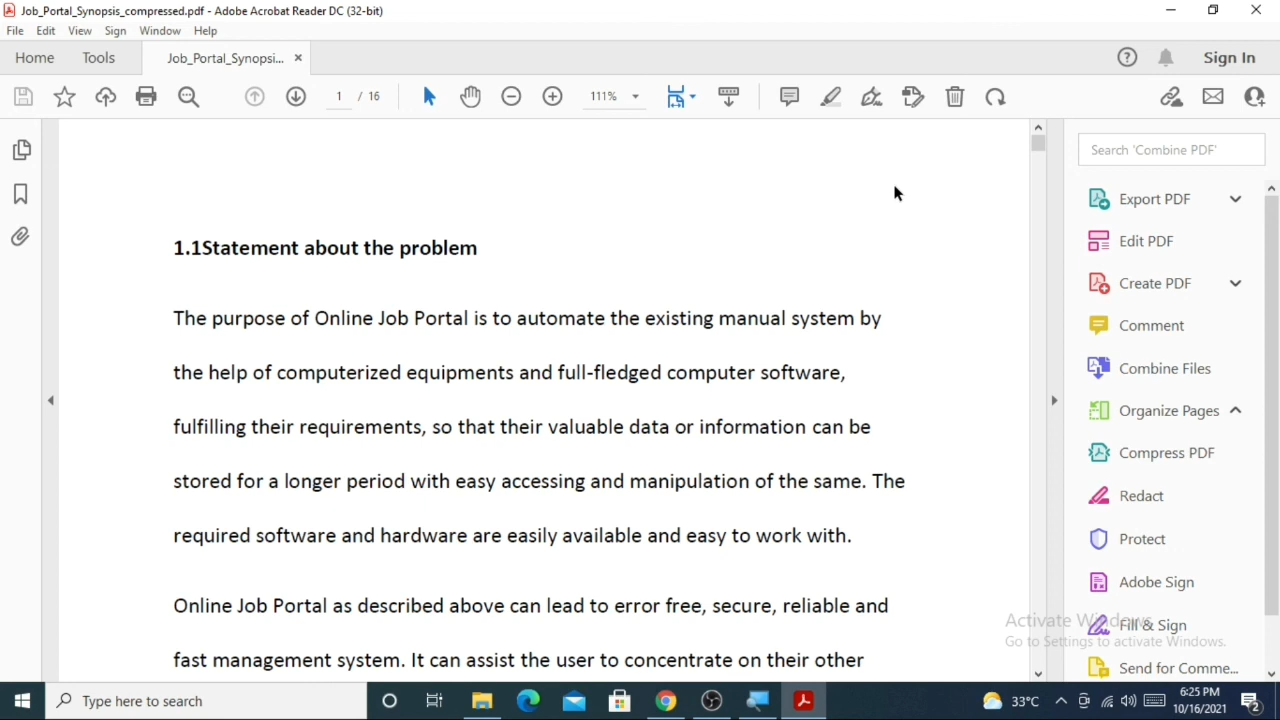 Job_Portal_Synopsis_compressed.pdf - Adobe Acrobat Reader DC (32-bit)
File Edit View Sign Window Help
Home Tools Job_Portal_Synopsi... × Sign In
1 / 16 111%
Search 'Combine PDF'
Export PDF
Edit PDF
Create PDF
Comment
Combine Files
Organize Pages
Compress PDF
Redact
Protect
Adobe Sign
Fill & Sign
Send for Comme...
1.1Statement about the problem
The purpose of Online Job Portal is to automate the existing manual system by
the help of computerized equipments and full-fledged computer software,
fulfilling their requirements, so that their valuable data or information can be
stored for a longer period with easy accessing and manipulation of the same. The
required software and hardware are easily available and easy to work with.
Online Job Portal as described above can lead to error free, secure, reliable and
fast management system. It can assist the user to concentrate on their other
Activate Windows
Go to Settings to activate Windows.
Type here to search
33°C
6:25 PM
10/16/2021
2